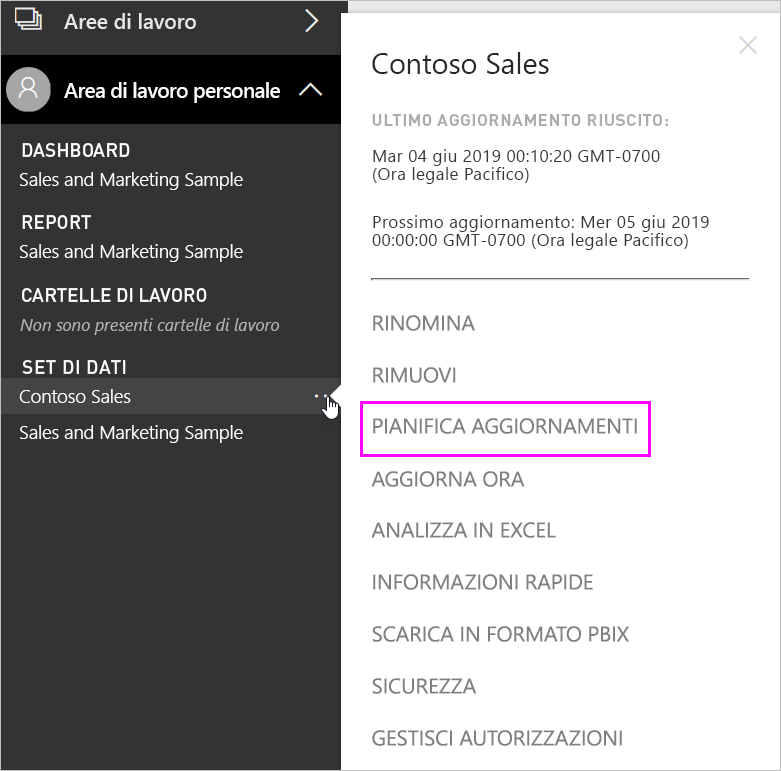 Aree di lavoro
Area di lavoro personale
DASHBOARD
Sales and Marketing Sample
REPORT
Sales and Marketing Sample
CARTELLE DI LAVORO
Non sono presenti cartelle di lavoro
SET DI DATI
Contoso Sales
Sales and Marketing Sample
Contoso Sales
ULTIMO AGGIORNAMENTO RIUSCITO:
Mar 04 giu 2019 00:10:20 GMT-0700
(Ora legale Pacifico)
Prossimo aggiornamento: Mer 05 giu 2019
00:00:00 GMT-0700 (Ora legale Pacifico)
RINOMINA
RIMUOVI
PIANIFICA AGGIORNAMENTI
AGGIORNA ORA
ANALIZZA IN EXCEL
INFORMAZIONI RAPIDE
SCARICA IN FORMATO PBIX
SICUREZZA
GESTISCI AUTORIZZAZIONI